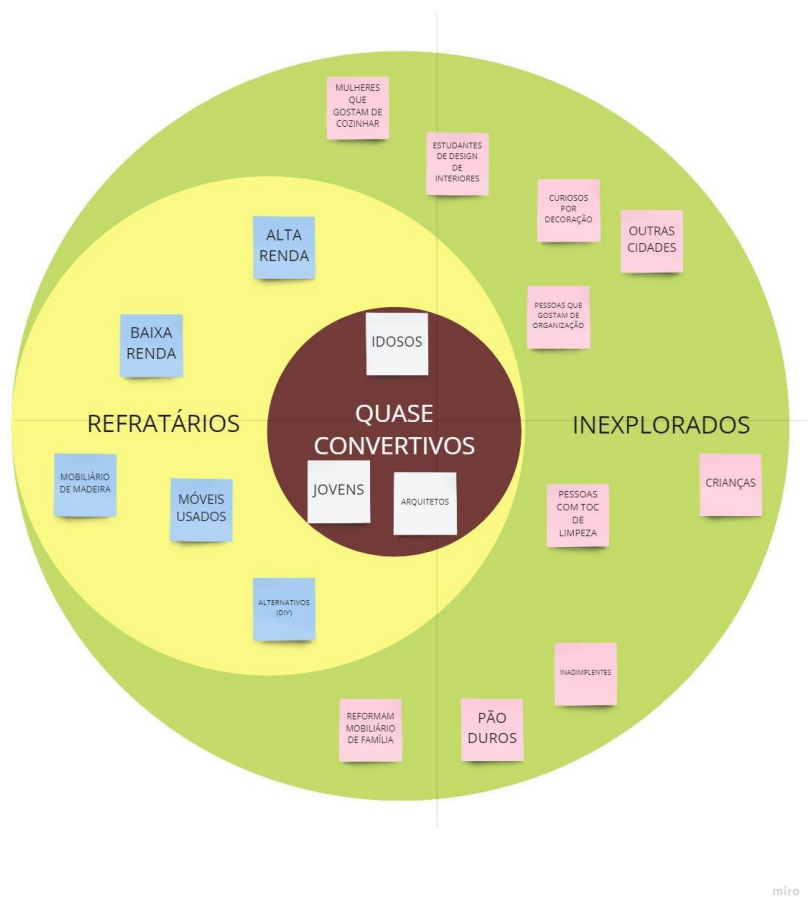 MULHERES
QUE
GOSTAM DE
COZINHAR
ESTUDANTES
DE DESIGN
DE
INTERIORES
CURIOSOS
POR
DECORAÇÃO
OUTRAS
CIDADES
ALTA
RENDA
PESSOAS QUE
GOSTAM DE
ORGANIZAÇÃO
BAIXA
RENDA
IDOSOS
REFRATÁRIOS
QUASE
CONVERTIVOS
INEXPLORADOS
MOBILIÁRIO
DE MADEIRA
MÓVEIS
USADOS
JOVENS
ARQUITETOS
PESSOAS
COM TOC
DE
LIMPEZA
CRIANÇAS
ALTERNATIVOS
(DIY)
INADIMPLENTES
REFORMAM
MOBILIÁRIO
DE FAMÍLIA
PÃO
DUROS
miro